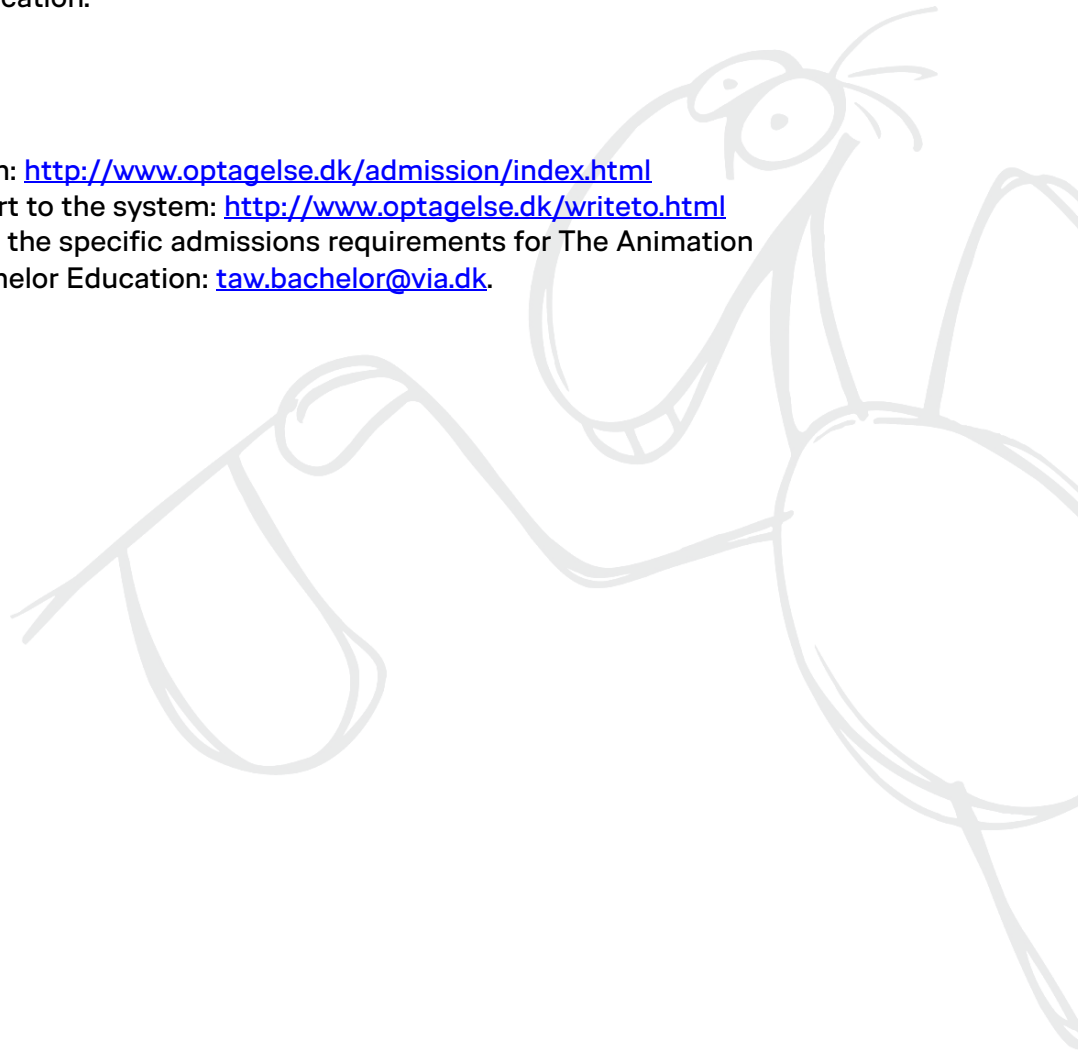 cation.
n: http://www.optagelse.dk/admission/index.html
rt to the system: http://www.optagelse.dk/writeto.html
the specific admissions requirements for The Animation
helor Education: taw.bachelor@via.dk.